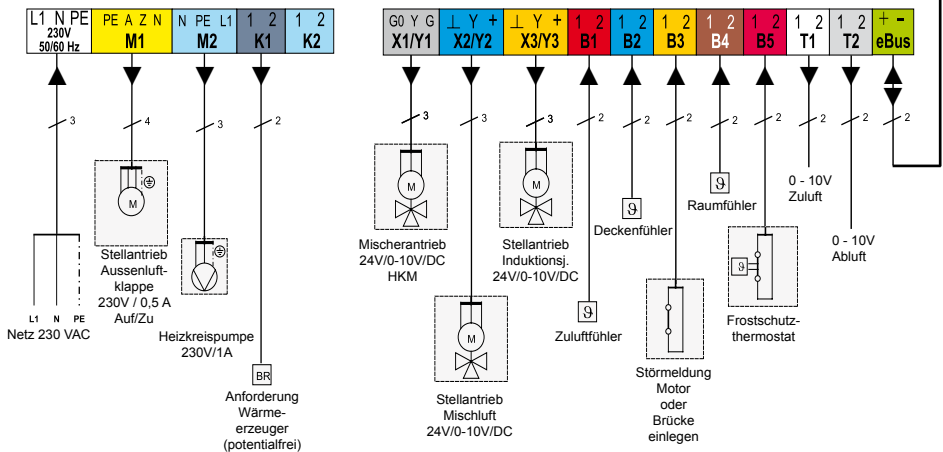 L1 N PE
230V
50/60 Hz
PE A Z N
M1
N PE L1
M2
1 2
K1
1 2
K2
G0 Y G
X1/Y1
⊥ Y +
X2/Y2
⊥ Y +
X3/Y3
1 2
B1
1 2
B2
1 2
B3
1 2
B4
1 2
B5
1 2
T1
1 2
T2
+ -
eBus
3
4
3
2
3
3
3
2
2
2
2
2
2
2
2
L1 N PE
Netz 230 VAC
M
Stellantrieb
Aussenluft-
klappe
230V / 0,5 A
Auf/Zu
Heizkreispumpe
230V/1A
BR
Anforderung
Wärme-
erzeuger
(potentialfrei)
M
Mischerantrieb
24V/0-10V/DC
HKM
M
Stellantrieb
Mischluft
24V/0-10V/DC
M
Stellantrieb
Induktionsj.
24V/0-10V/DC
ϑ
Zuluftfühler
ϑ
Deckenfühler
Störmeldung
Motor
oder
Brücke
einlegen
ϑ
Raumfühler
ϑ
Frostschutz-
thermostat
0 - 10V
Zuluft
0 - 10V
Abluft